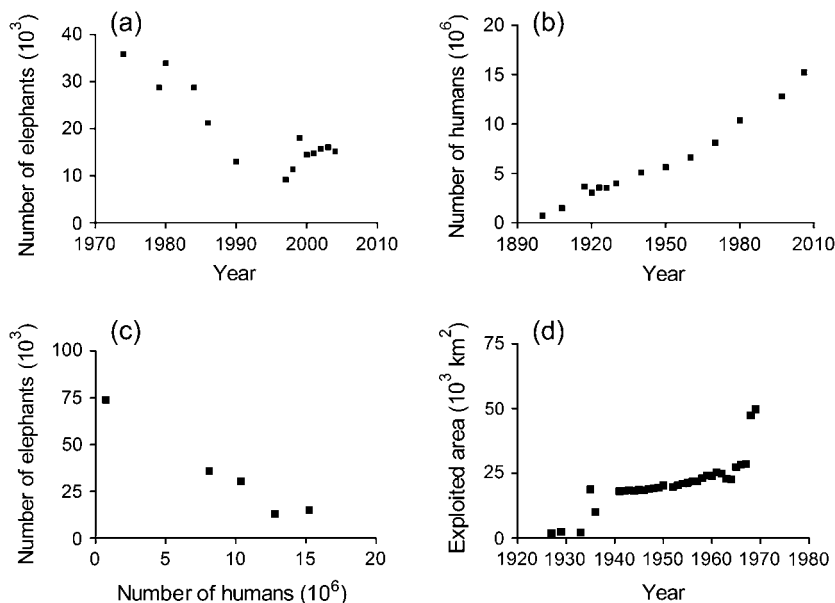 (a)
Number of elephants (10³)
40
30
20
10
0
1970 1980 1990 2000 2010
Year
(b)
Number of humans (10⁶)
20
15
10
5
0
1890 1920 1950 1980 2010
Year
(c)
Number of elephants (10³)
100
75
50
25
0
0 5 10 15 20
Number of humans (10⁶)
(d)
Exploited area (10³ km²)
75
50
25
0
1920 1930 1940 1950 1960 1970 1980
Year